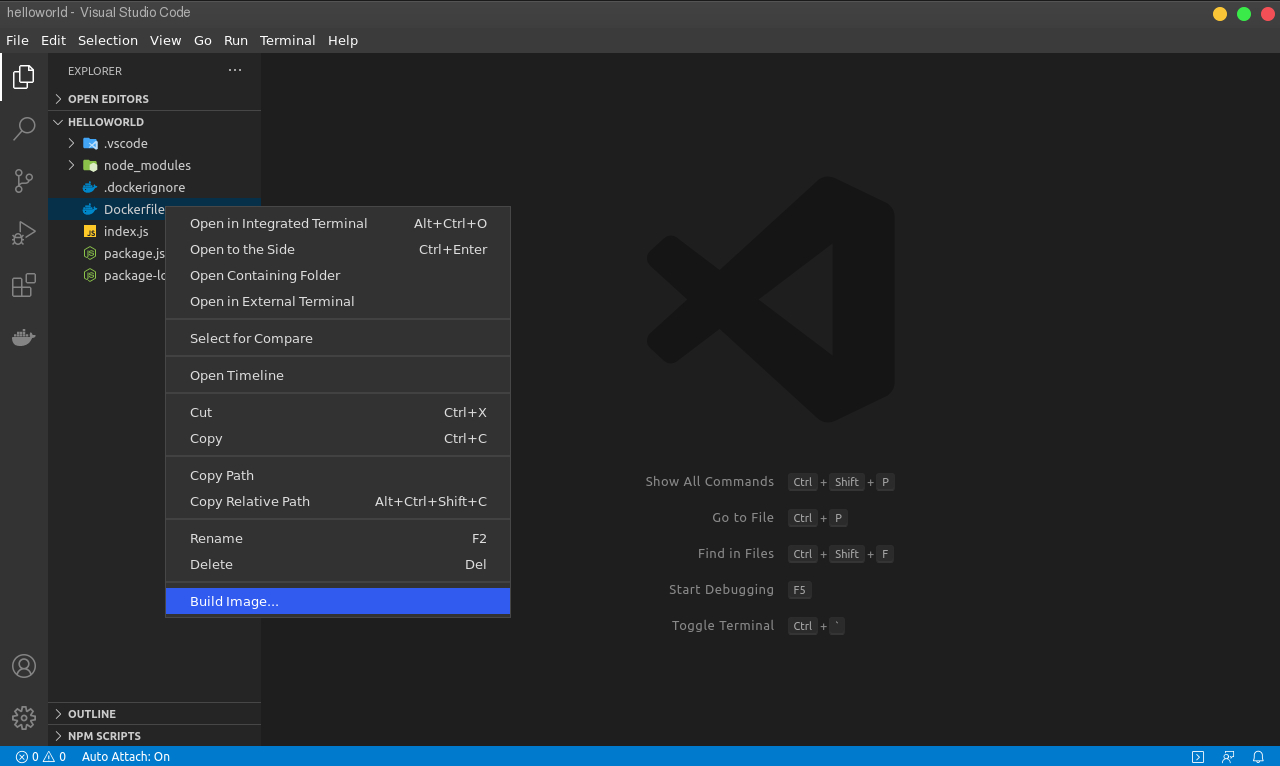 helloworld - Visual Studio Code
File Edit Selection View Go Run Terminal Help
EXPLORER
OPEN EDITORS
HELLOWORLD
.vscode
node_modules
.dockerignore
Dockerfile
index.js
package.js
package-lo
Open in Integrated Terminal Alt+Ctrl+O
Open to the Side Ctrl+Enter
Open Containing Folder
Open in External Terminal
Select for Compare
Open Timeline
Cut Ctrl+X
Copy Ctrl+C
Copy Path
Copy Relative Path Alt+Ctrl+Shift+C
Rename F2
Delete Del
Build Image...
Show All Commands Ctrl + Shift + P
Go to File Ctrl + P
Find in Files Ctrl + Shift + F
Start Debugging F5
Toggle Terminal Ctrl + `
OUTLINE
NPM SCRIPTS
0 0 Auto Attach: On